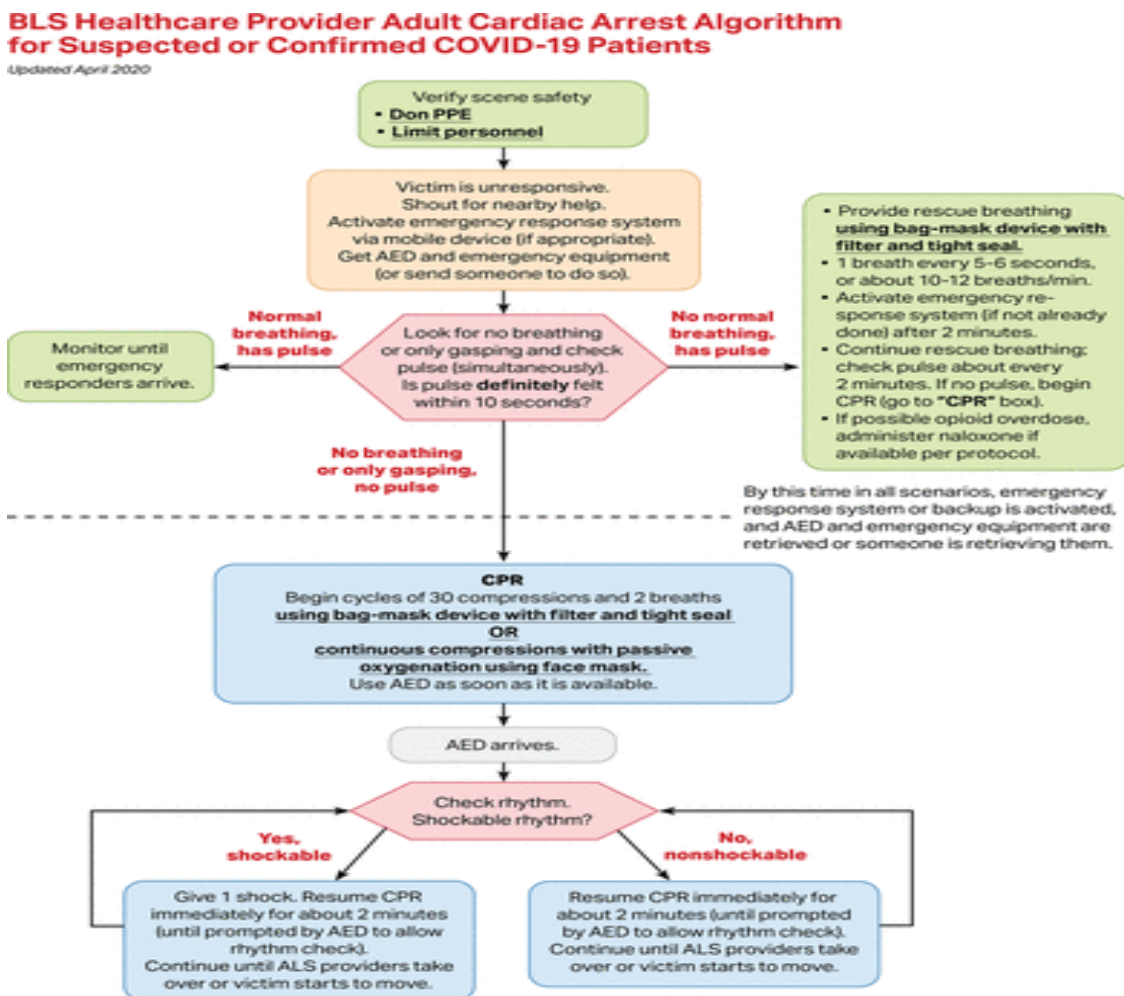 BLS Healthcare Provider Adult Cardiac Arrest Algorithm
for Suspected or Confirmed COVID-19 Patients
Updated April 2020
Verify scene safety
• Don PPE
• Limit personnel
Victim is unresponsive.
Shout for nearby help.
Activate emergency response system
via mobile device (if appropriate).
Get AED and emergency equipment
(or send someone to do so).
Normal
breathing,
has pulse
Monitor until
emergency
responders arrive.
Look for no breathing
or only gasping and check
pulse (simultaneously).
Is pulse definitely felt
within 10 seconds?
No normal
breathing,
has pulse
• Provide rescue breathing
using bag-mask device with
filter and tight seal.
• 1 breath every 5-6 seconds,
or about 10-12 breaths/min.
• Activate emergency re-
sponse system (if not already
done) after 2 minutes.
• Continue rescue breathing;
check pulse about every
2 minutes. If no pulse, begin
CPR (go to "CPR" box).
• If possible opioid overdose,
administer naloxone if
available per protocol.
No breathing
or only gasping,
no pulse
By this time in all scenarios, emergency
response system or backup is activated,
and AED and emergency equipment are
retrieved or someone is retrieving them.
CPR
Begin cycles of 30 compressions and 2 breaths
using bag-mask device with filter and tight seal
OR
continuous compressions with passive
oxygenation using face mask.
Use AED as soon as it is available.
AED arrives.
Check rhythm.
Shockable rhythm?
Yes,
shockable
No,
nonshockable
Give 1 shock. Resume CPR
immediately for about 2 minutes
(until prompted by AED to allow
rhythm check).
Continue until ALS providers take
over or victim starts to move.
Resume CPR immediately for
about 2 minutes (until prompted
by AED to allow rhythm check).
Continue until ALS providers take
over or victim starts to move.